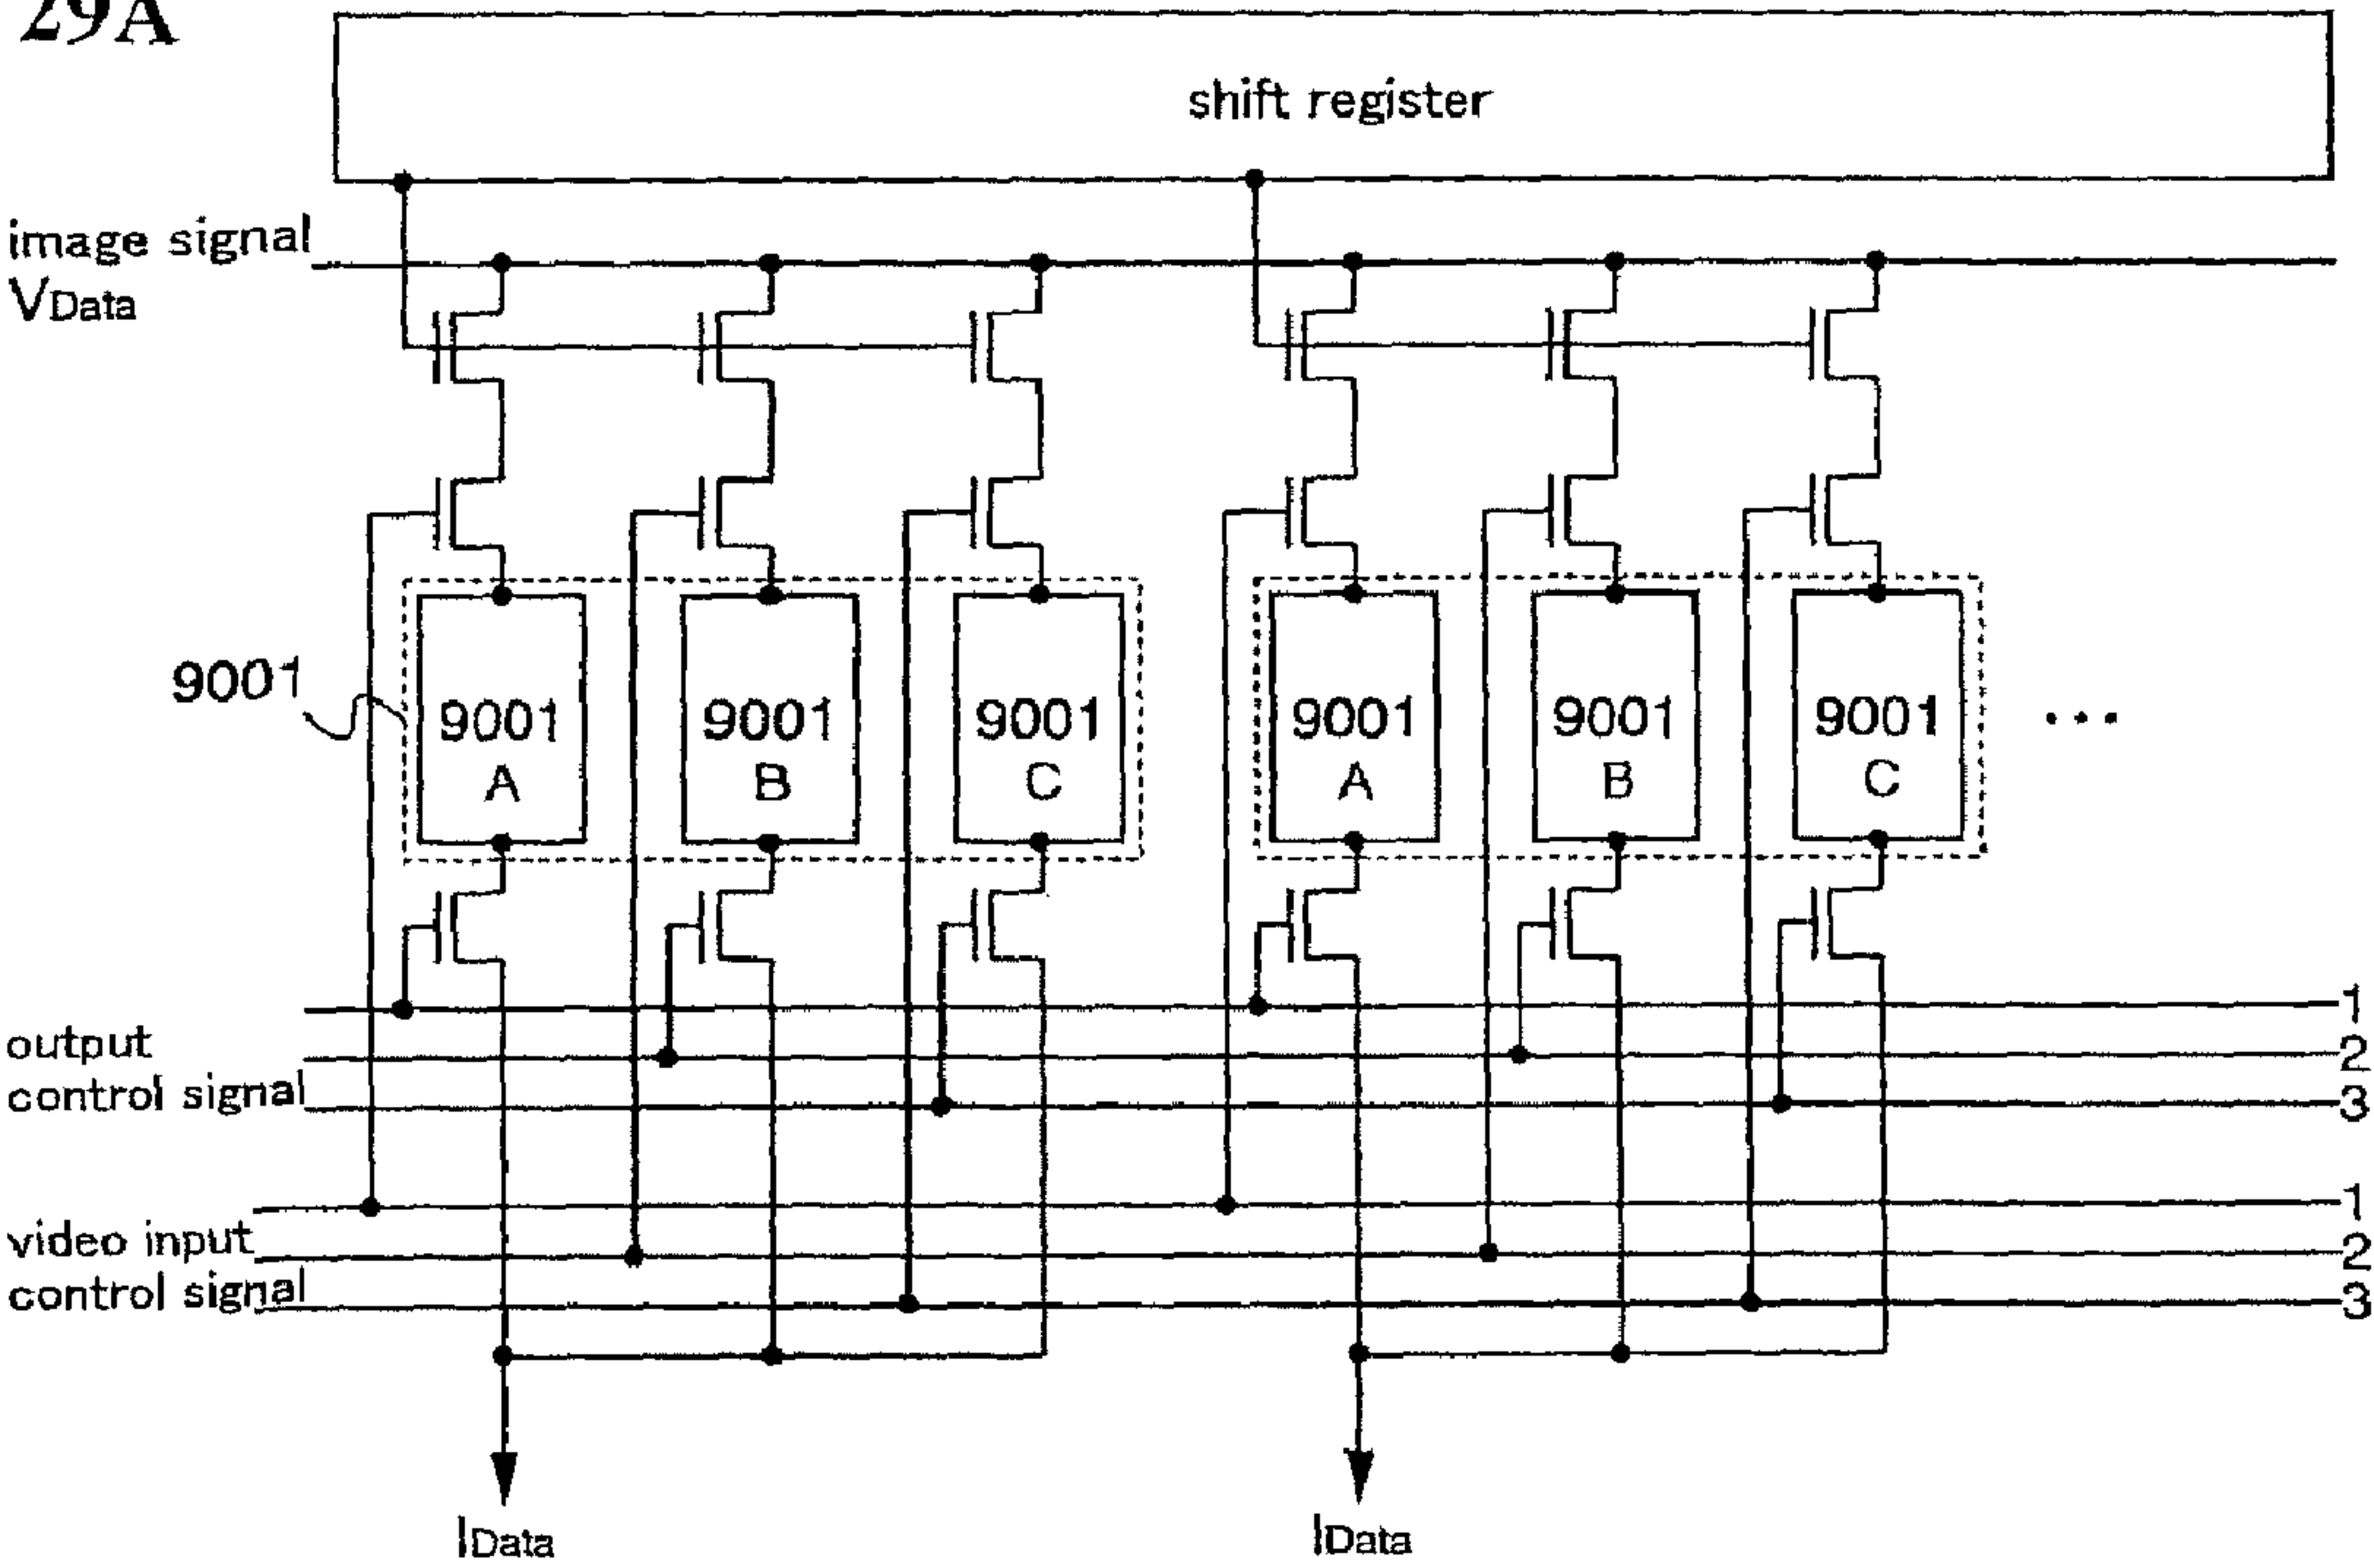 29A
shift register
image signal
VData
9001
9001
A
9001
B
9001
C
9001
A
9001
B
9001
C
...
output
control signal
1
2
3
video input
control signal
1
2
3
IData
IData